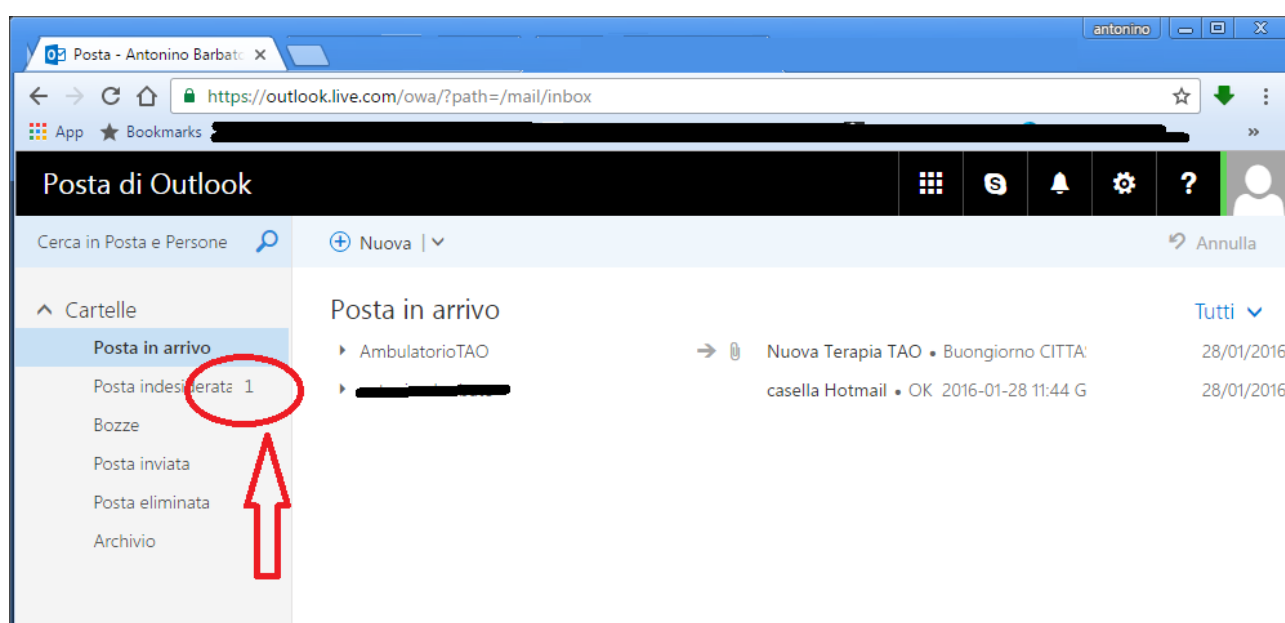 antonino
Posta - Antonino Barbato
https://outlook.live.com/owa/?path=/mail/inbox
App Bookmarks »
Posta di Outlook ?
Cerca in Posta e Persone Nuova | Annulla
Cartelle
Posta in arrivo
Posta indesiderata 1
Bozze
Posta inviata
Posta eliminata
Archivio
Posta in arrivo Tutti
AmbulatorioTAO Nuova Terapia TAO • Buongiorno CITTA' 28/01/2016
casella Hotmail • OK 2016-01-28 11:44 G 28/01/2016